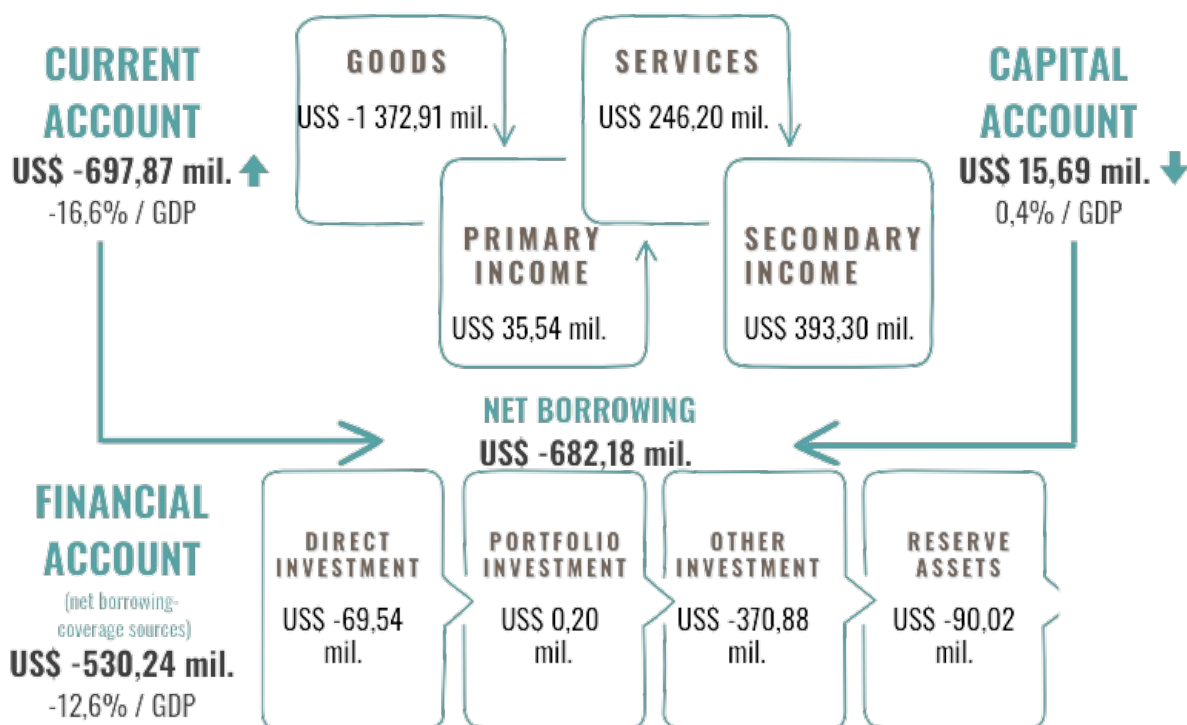 CURRENT
ACCOUNT
US$ -697,87 mil.
-16,6% / GDP
GOODS
US$ -1 372,91 mil.
SERVICES
US$ 246,20 mil.
PRIMARY
INCOME
US$ 35,54 mil.
SECONDARY
INCOME
US$ 393,30 mil.
CAPITAL
ACCOUNT
US$ 15,69 mil.
0,4% / GDP
NET BORROWING
US$ -682,18 mil.
FINANCIAL
ACCOUNT
(net borrowing-
coverage sources)
US$ -530,24 mil.
-12,6% / GDP
DIRECT
INVESTMENT
US$ -69,54
mil.
PORTFOLIO
INVESTMENT
US$ 0,20
mil.
OTHER
INVESTMENT
US$ -370,88
mil.
RESERVE
ASSETS
US$ -90,02
mil.